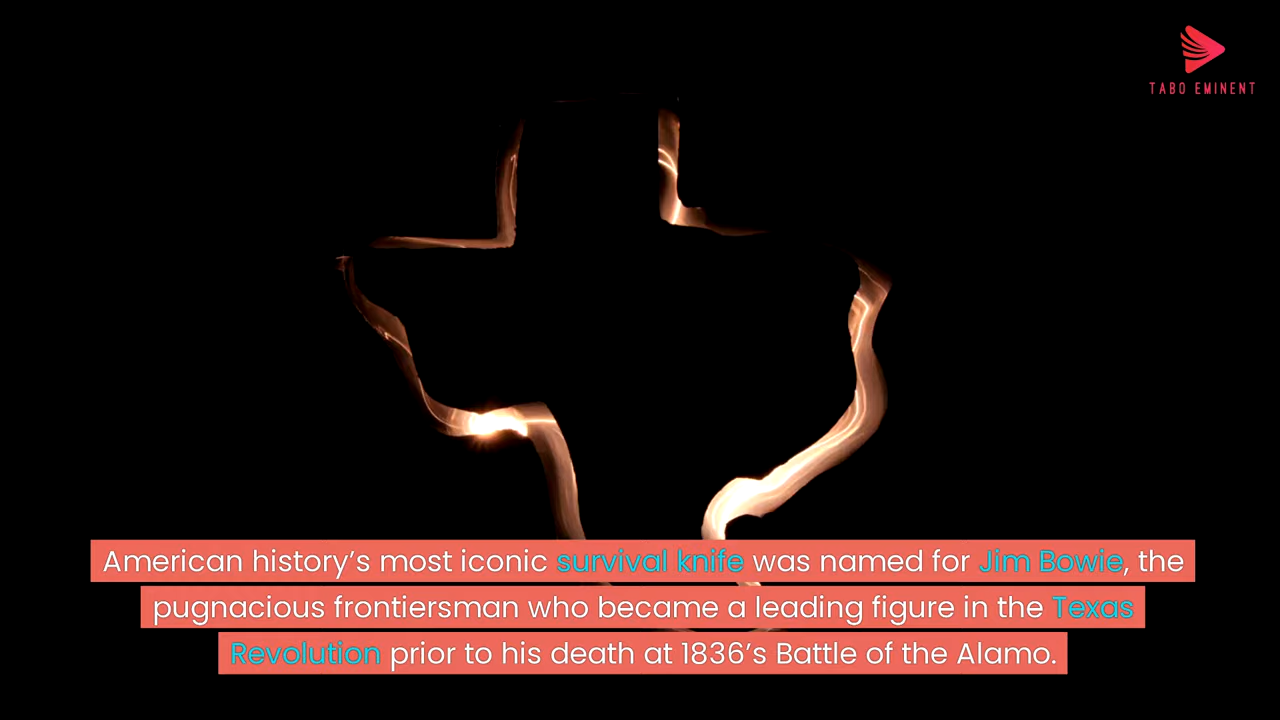 TABO EMINENT
American history’s most iconic survival knife was named for Jim Bowie, the
pugnacious frontiersman who became a leading figure in the Texas
Revolution prior to his death at 1836’s Battle of the Alamo.